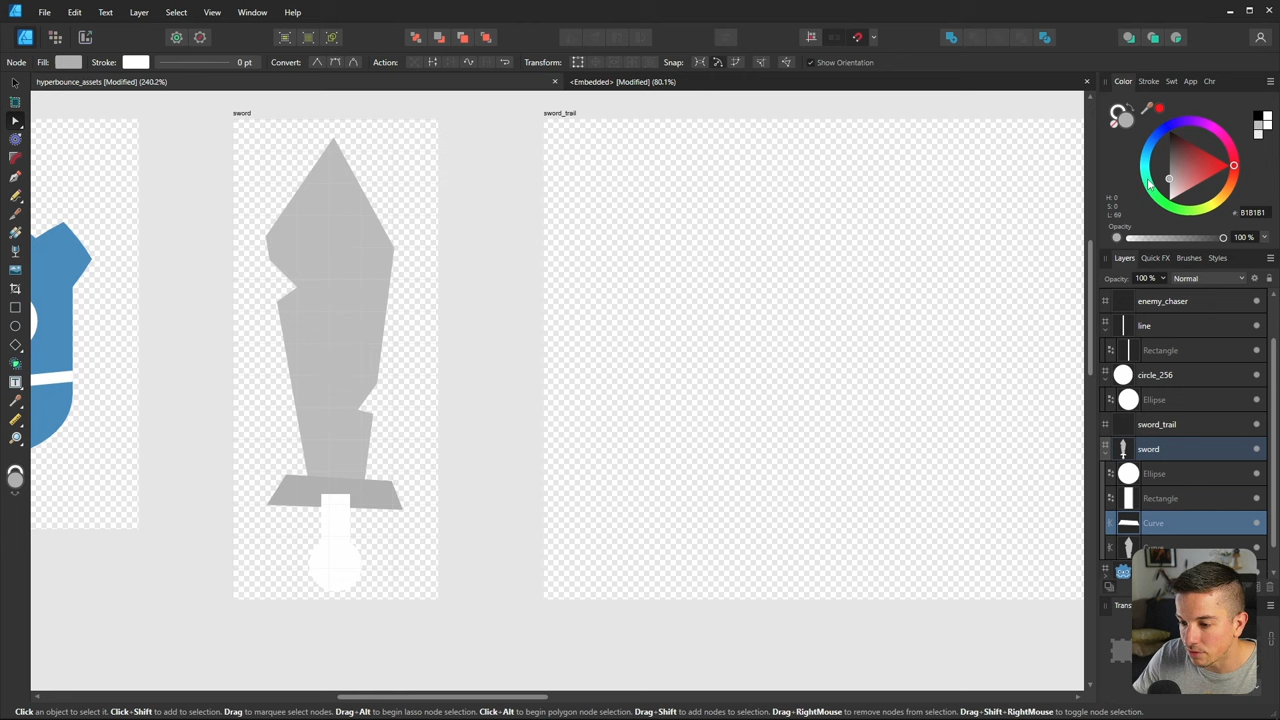 File Edit Text Layer Select View Window Help
Node Fill: Stroke: 0 pt Convert: Action: Transform: Snap: Show Orientation
hyperbounce_assets [Modified] (240.2%)
<Embedded> [Modified] (80.1%)
Color Stroke Swt App Chr
H: 0
S: 0
L: 69
#: B1B1B1
Opacity
100 %
Layers Quick FX Brushes Styles
Opacity: 100 % Normal
enemy_chaser
line
Rectangle
circle_256
Ellipse
sword_trail
sword
Ellipse
Rectangle
Curve
sword
sword_trail
Click an object to select it. Click+Shift to add to selection. Drag to marquee select nodes. Drag+Alt to begin lasso node selection. Click+Alt to begin polygon node selection. Drag+Shift to add nodes to selection. Drag+RightMouse to remove nodes from selection. Drag+Shift+RightMouse to toggle node selection.